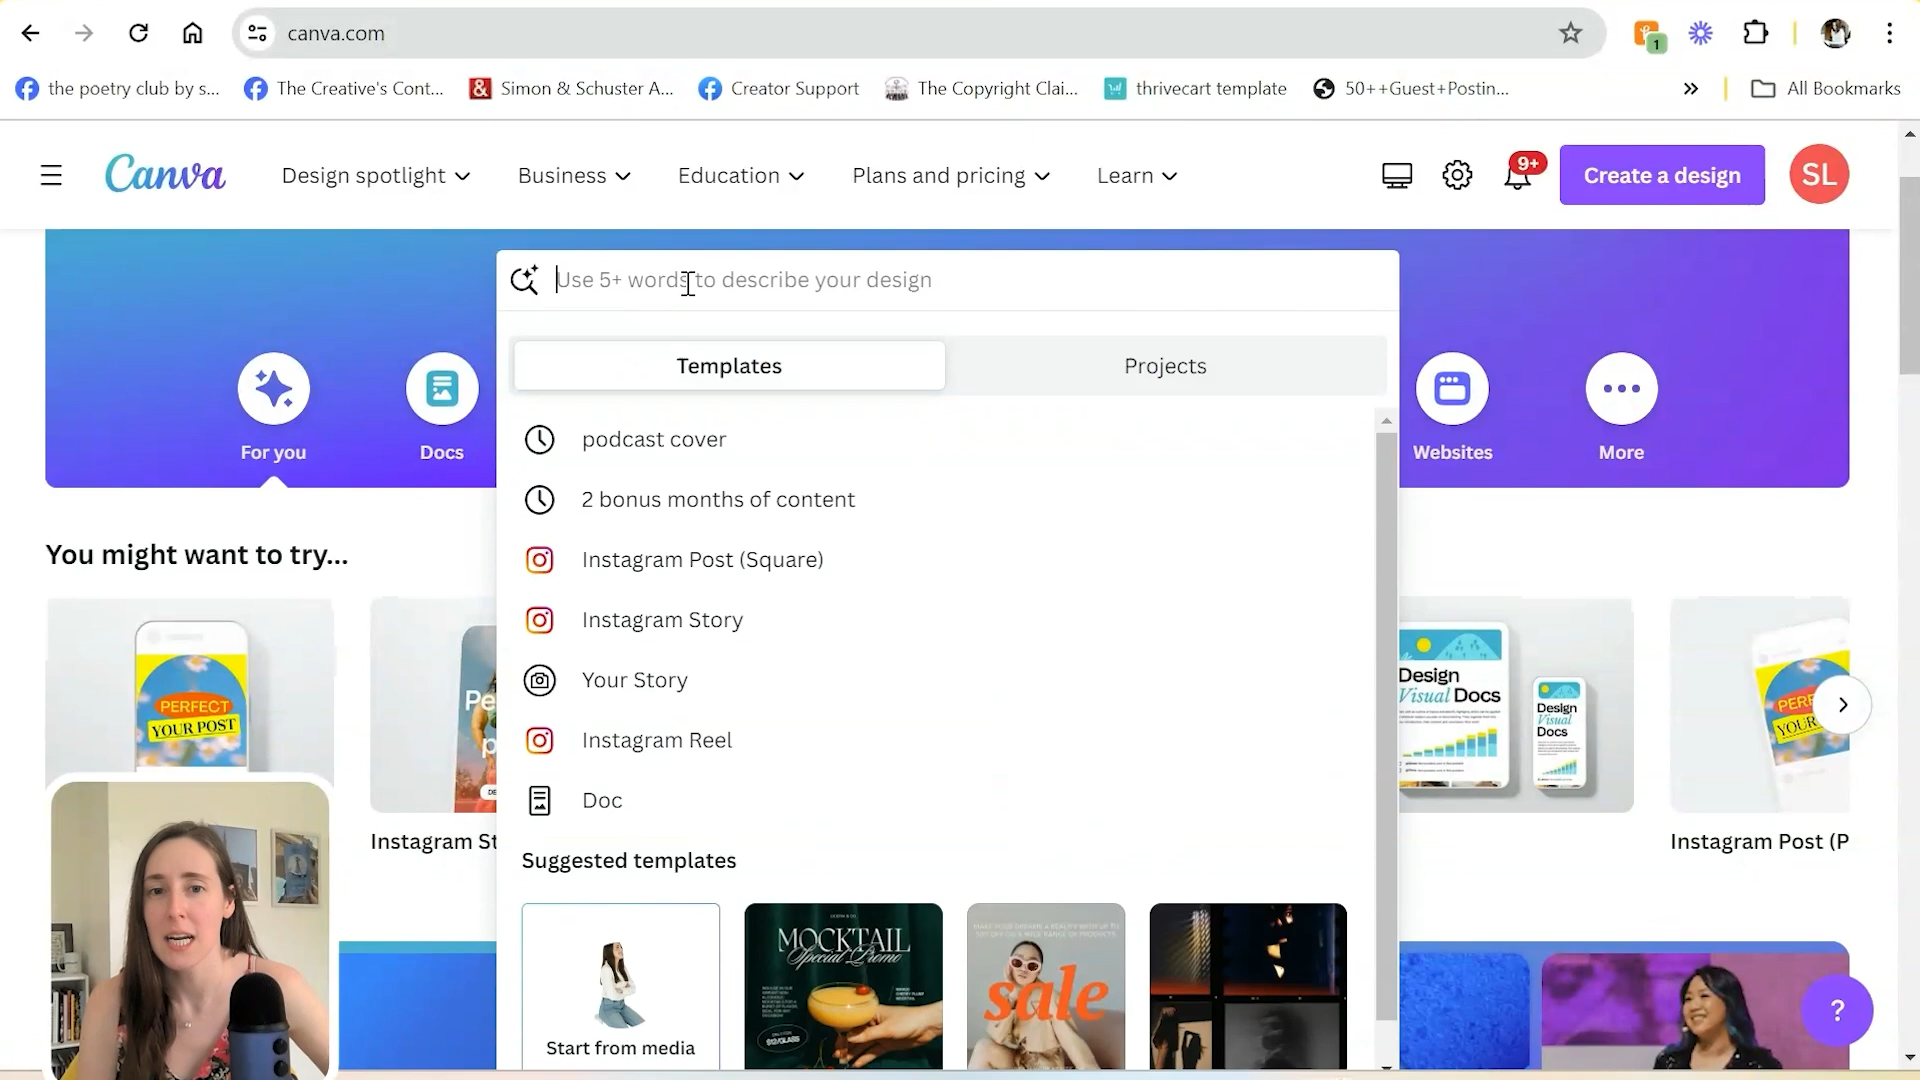 canva.com
1
the poetry club by s...
The Creative's Cont...
Simon & Schuster A...
Creator Support
The Copyright Clai...
thrivecart template
50++Guest+Postin...
All Bookmarks
Canva
Design spotlight
Business
Education
Plans and pricing
Learn
9+
Create a design
SL
Use 5+ words to describe your design
Templates
Projects
For you
Docs
Websites
More
podcast cover
2 bonus months of content
Instagram Post (Square)
Instagram Story
Your Story
Instagram Reel
Doc
You might want to try...
PERFECT
YOUR POST
Design
Visual Docs
Design
Visual
Docs
Instagram St
Instagram Post (P
Suggested templates
Start from media
MOCKTAIL
Special Promo
sale
?